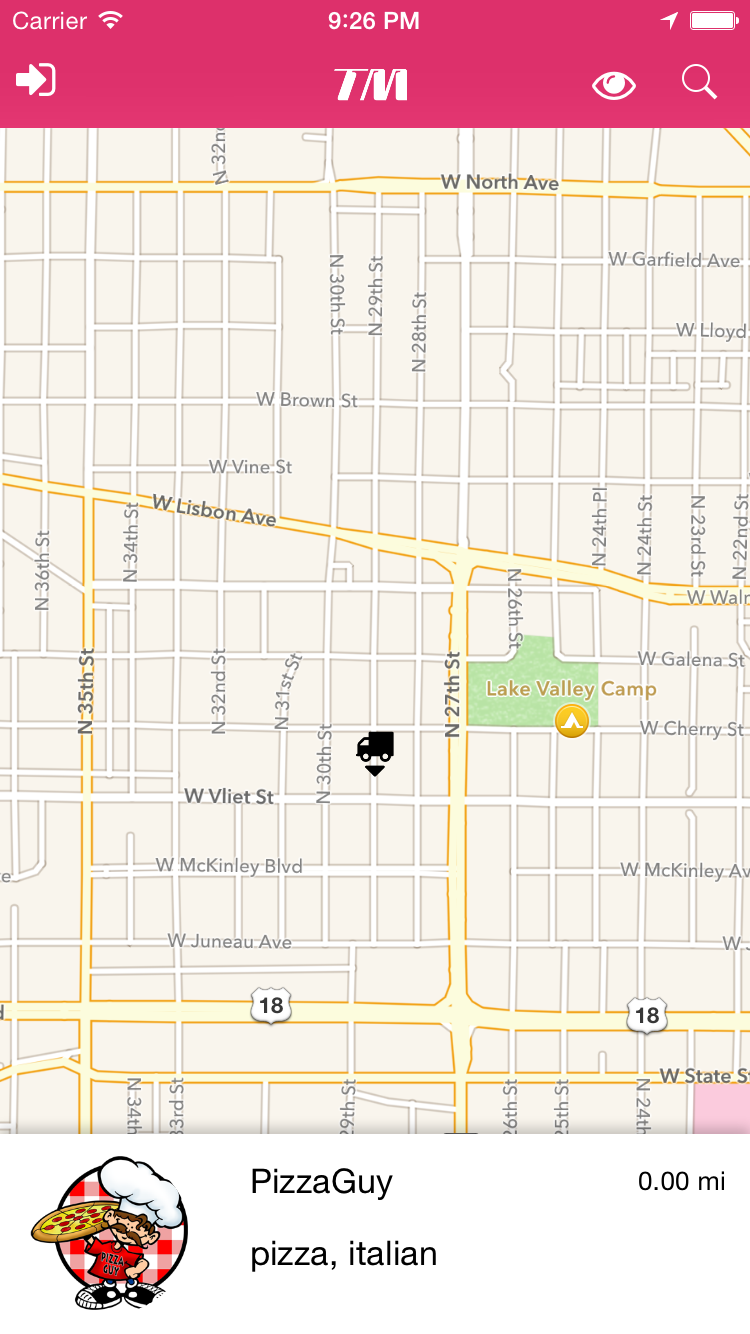 Carrier
9:26 PM
TM
N 32nd
W North Ave
W Garfield Ave
N 30th St
N 29th St
N 28th St
W Lloyd
W Brown St
W Vine St
W Lisbon Ave
N 36th St
N 34th St
N 24th Pl
N 24th St
N 23rd St
N 22nd St
N 26th St
W Waln
N 35th St
N 32nd St
N 31st St
N 27th St
W Galena St
Lake Valley Camp
N 30th St
W Cherry St
W Vliet St
W McKinley Blvd
W McKinley Av
W Juneau Ave
W J
18
18
W State S
N 34th
33rd St
29th St
26th St
25th St
N 24th
PizzaGuy
0.00 mi
PIZZA
GUY
pizza, italian